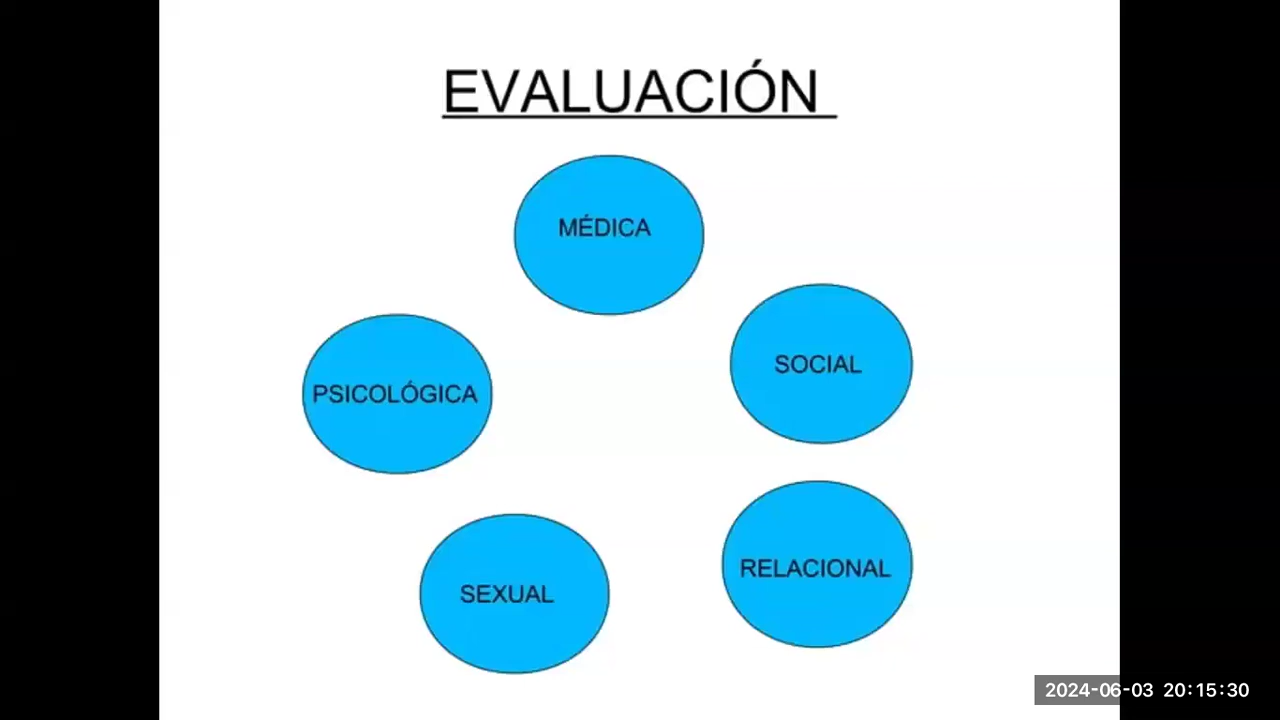 EVALUACIÓN
MÉDICA
SOCIAL
PSICOLÓGICA
RELACIONAL
SEXUAL
2024-06-03 20:15:30